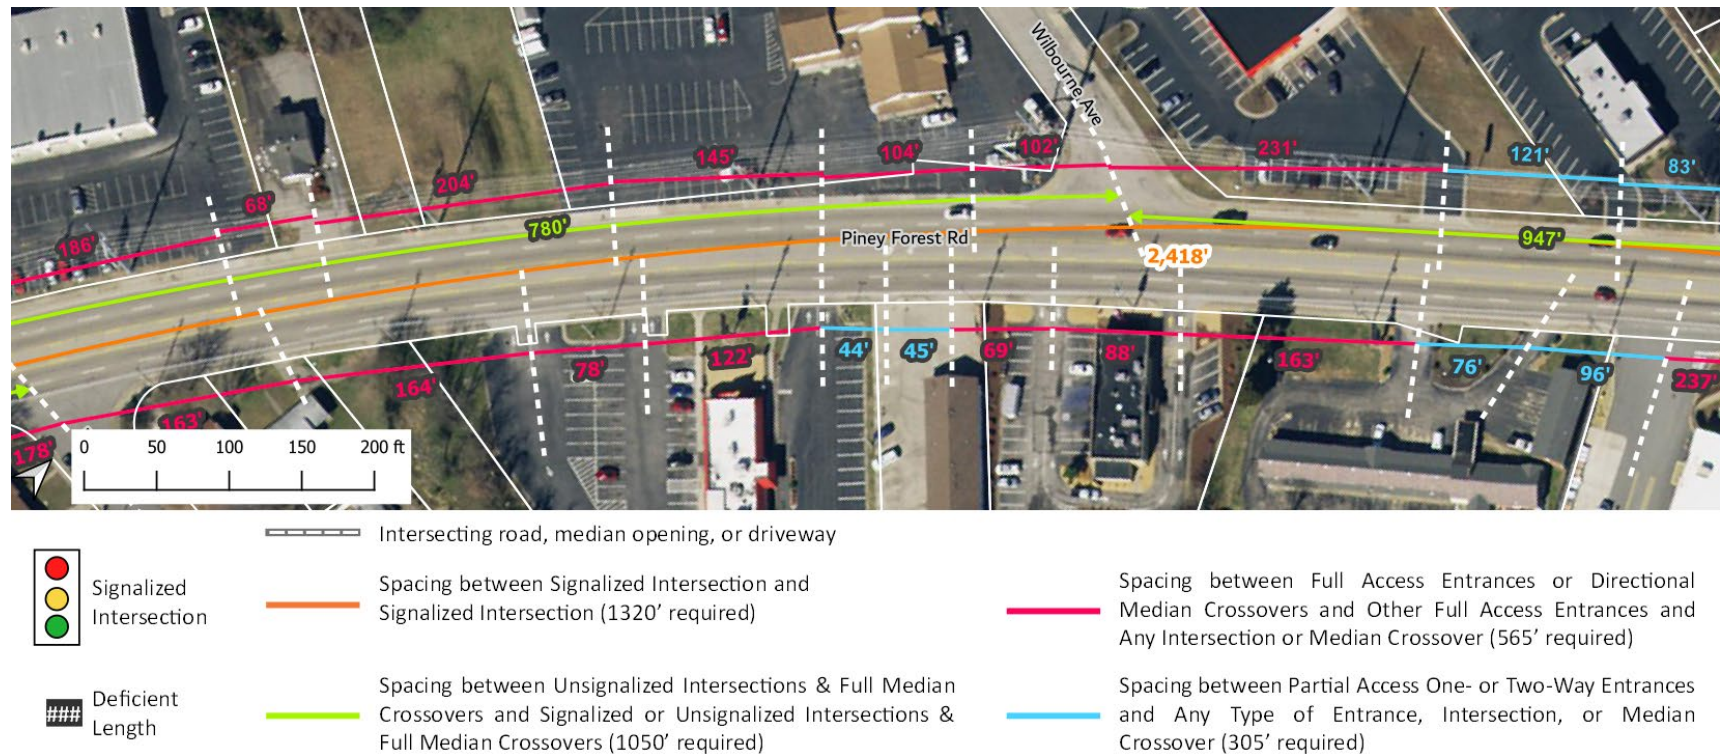 Wilbourne Ave
186'
68'
204'
145'
104'
102'
231'
121'
83'
780'
Piney Forest Rd
2,418'
947'
178'
163'
164'
78'
122'
44'
45'
69'
88'
163'
76'
96'
237'
0 50 100 150 200 ft
Signalized
Intersection
### Deficient
Length
Intersecting road, median opening, or driveway
Spacing between Signalized Intersection and
Signalized Intersection (1320’ required)
Spacing between Unsignalized Intersections & Full Median
Crossovers and Signalized or Unsignalized Intersections &
Full Median Crossovers (1050’ required)
Spacing between Full Access Entrances or Directional
Median Crossovers and Other Full Access Entrances and
Any Intersection or Median Crossover (565’ required)
Spacing between Partial Access One- or Two-Way Entrances
and Any Type of Entrance, Intersection, or Median
Crossover (305’ required)